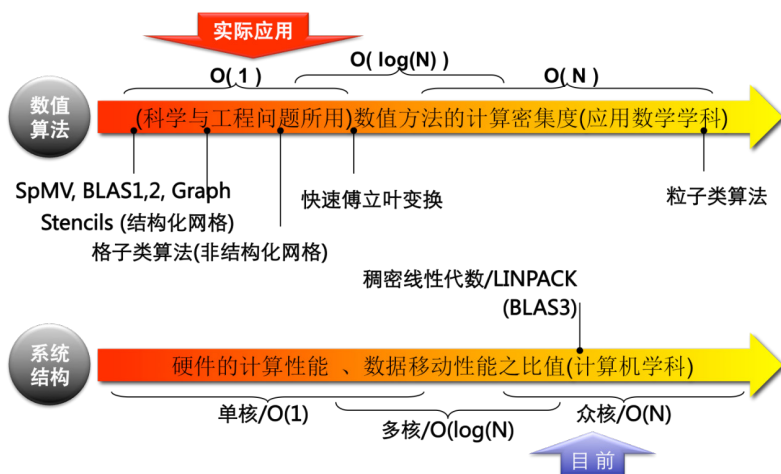 实际应用
O( 1 )
O( log(N) )
O( N )
数值
算法
(科学与工程问题所用)数值方法的计算密集度(应用数学学科)
SpMV, BLAS1,2, Graph
Stencils (结构化网格)
格子类算法(非结构化网格)
快速傅立叶变换
粒子类算法
稠密线性代数/LINPACK
(BLAS3)
系统
结构
硬件的计算性能 、数据移动性能之比值(计算机学科)
单核/O(1)
多核/O(log(N)
众核/O(N)
目 前